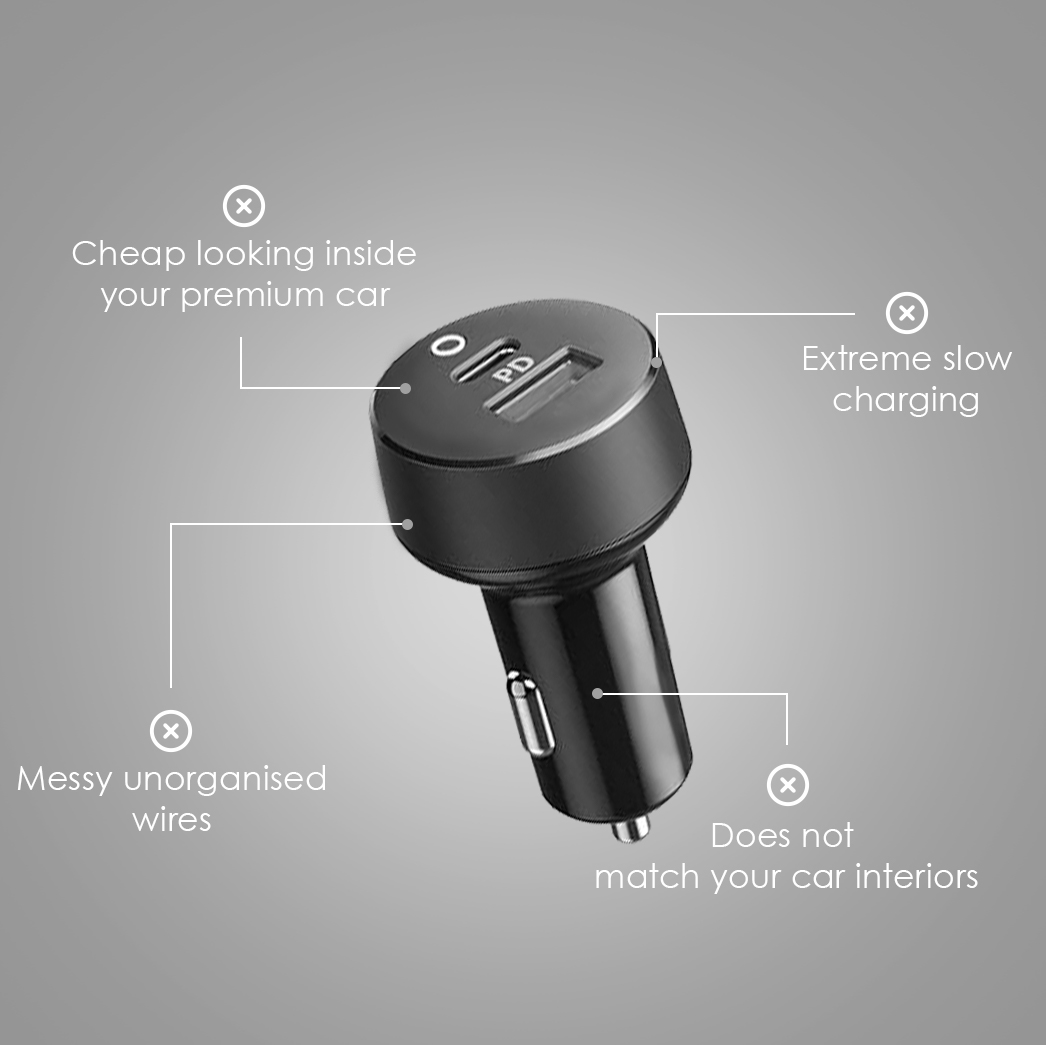 Cheap looking inside
your premium car
Extreme slow
charging
PD
Messy unorganised
wires
Does not
match your car interiors